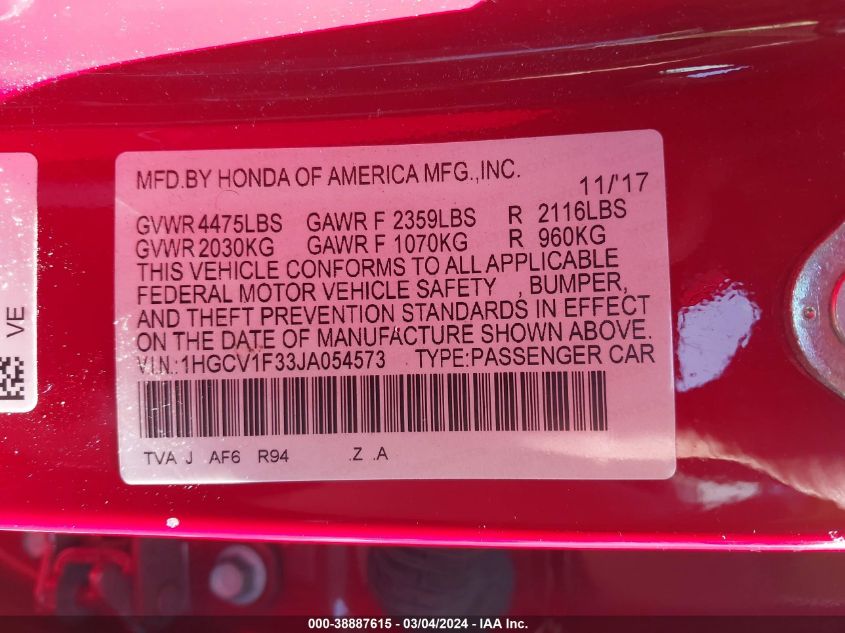 MFD.BY HONDA OF AMERICA MFG.,INC. 11/'17
GVWR 4475LBS GAWR F 2359LBS R 2116LBS
GVWR 2030KG GAWR F 1070KG R 960KG
THIS VEHICLE CONFORMS TO ALL APPLICABLE
FEDERAL MOTOR VEHICLE SAFETY , BUMPER,
AND THEFT PREVENTION STANDARDS IN EFFECT
ON THE DATE OF MANUFACTURE SHOWN ABOVE.
V.I.N.:1HGCV1F33JA054573 TYPE:PASSENGER CAR
TVA J AF6 R94 .Z .A
VE
000-38887615 - 03/04/2024 - IAA Inc.